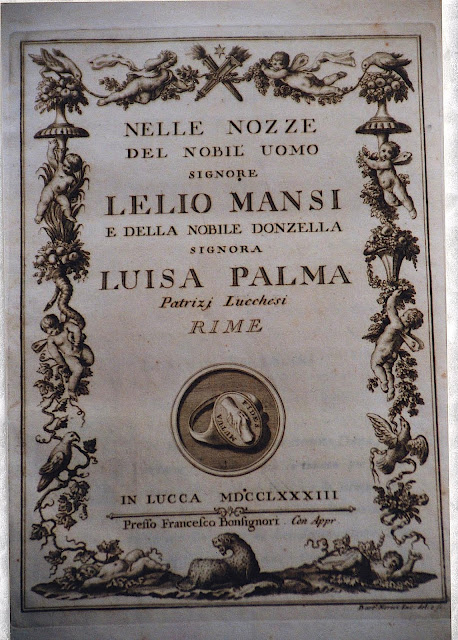 NELLE NOZZE
DEL NOBIL' UOMO
SIGNORE
LELIO MANSI
E DELLA NOBILE DONZELLA
SIGNORA
LUISA PALMA
Patrizj Lucchesi
RIME
IN LUCCA MDCCLXXXIII
Presso Francesco Bonsignori. Con Appr